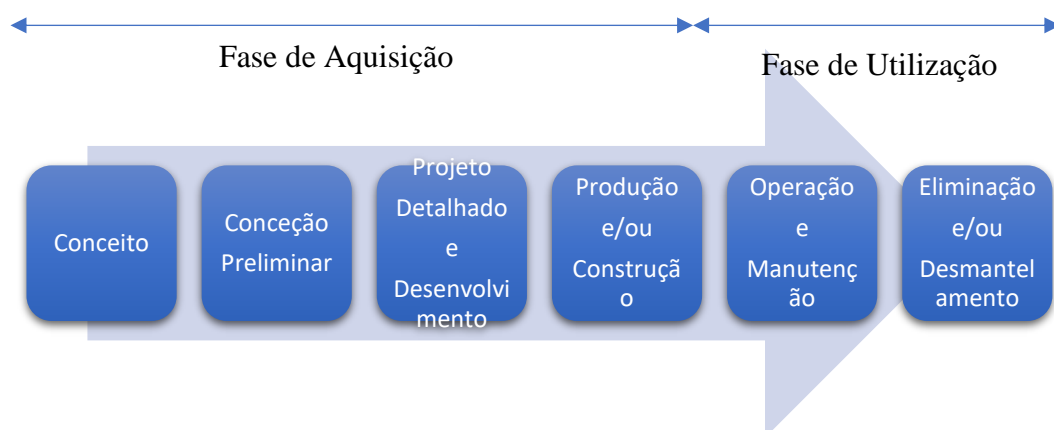 Fase de Aquisição
Fase de Utilização
Conceito
Conceção
Preliminar
Projeto
Detalhado
e
Desenvolvi
mento
Produção
e/ou
Construçã
o
Operação
e
Manutenç
ão
Eliminação
e/ou
Desmantel
amento